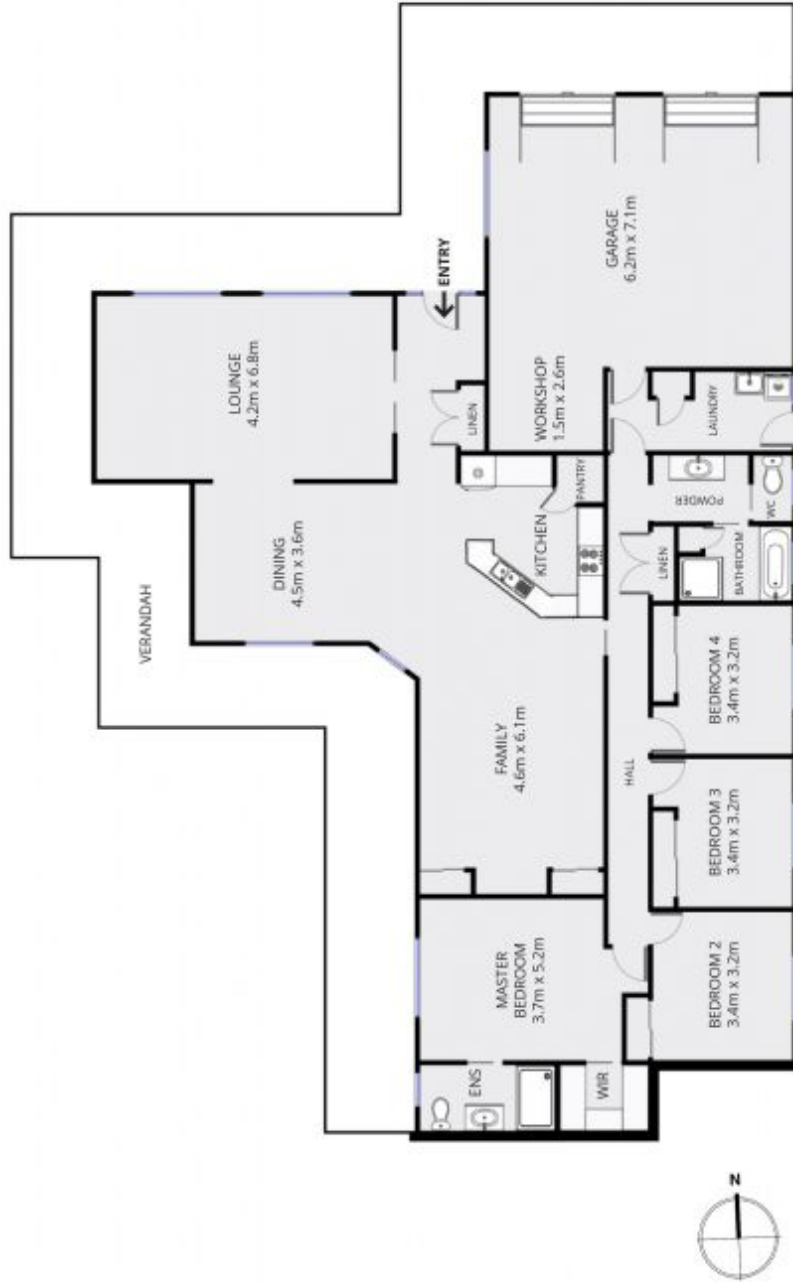 VERANDAH
LOUNGE
4.2m x 6.8m
DINING
4.5m x 3.6m
ENTRY
LINEN
GARAGE
6.2m x 7.1m
WORKSHOP
1.5m x 2.6m
PANTRY
KITCHEN
LAUNDRY
POWDER
WC
LINEN
BATHROOM
FAMILY
4.6m x 6.1m
HALL
BEDROOM 4
3.4m x 3.2m
BEDROOM 3
3.4m x 3.2m
BEDROOM 2
3.4m x 3.2m
MASTER
BEDROOM
3.7m x 5.2m
ENS
WIR
N